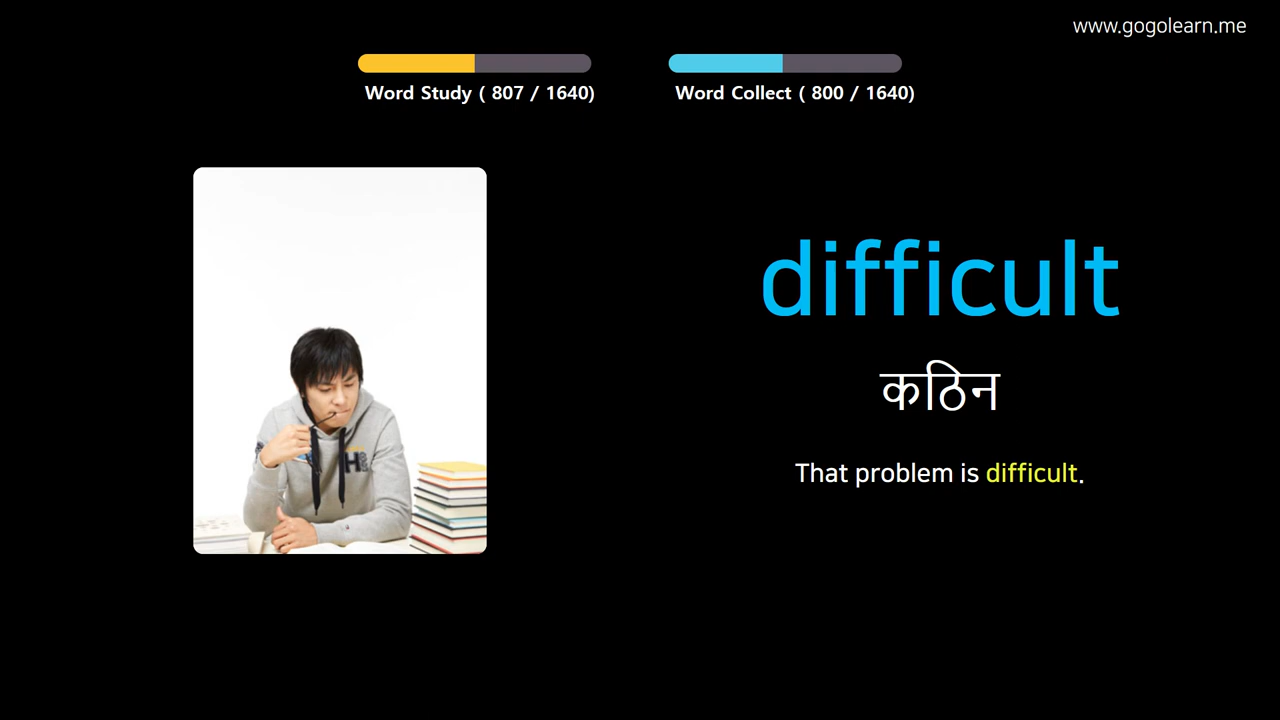 www.gogolearn.me
Word Study ( 807 / 1640)
Word Collect ( 800 / 1640)
difficult
कठिन
That problem is difficult.
H